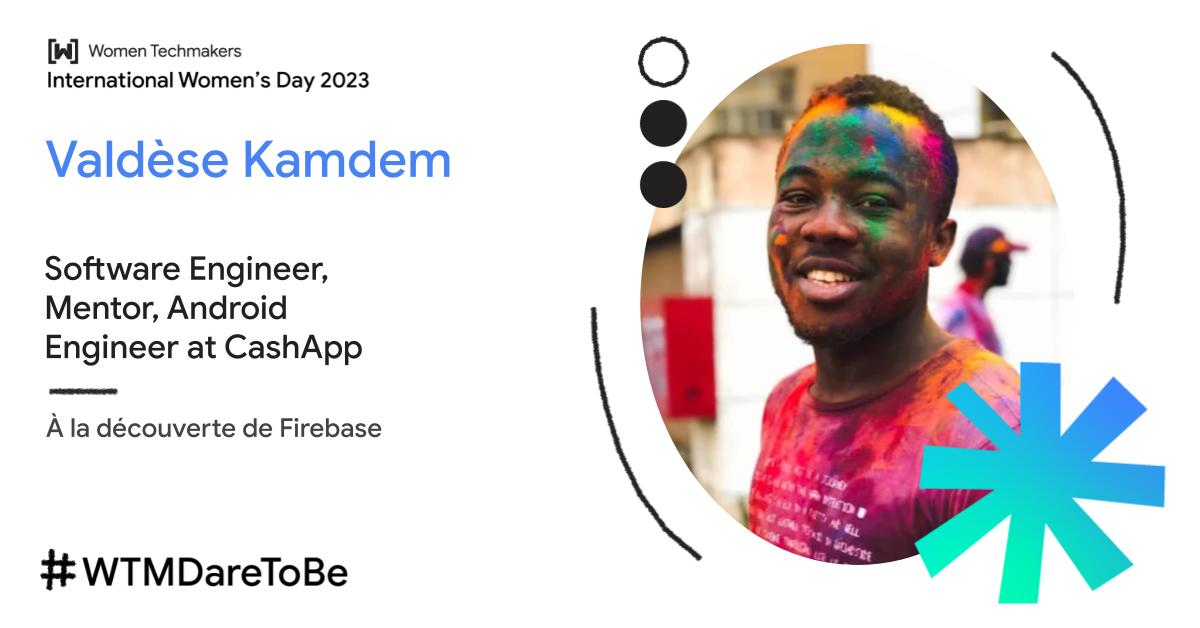 Women Techmakers
International Women's Day 2023
Valdèse Kamdem
Software Engineer,
Mentor, Android
Engineer at CashApp
À la découverte de Firebase
#WTMDareToBe